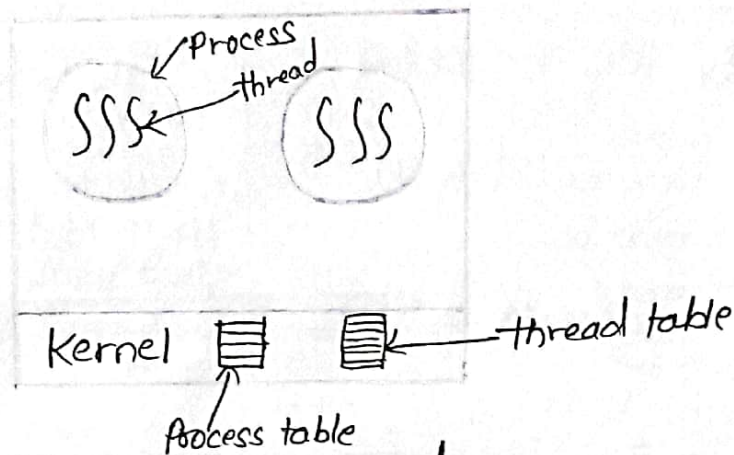 Process
thread
Kernel
thread table
Process table